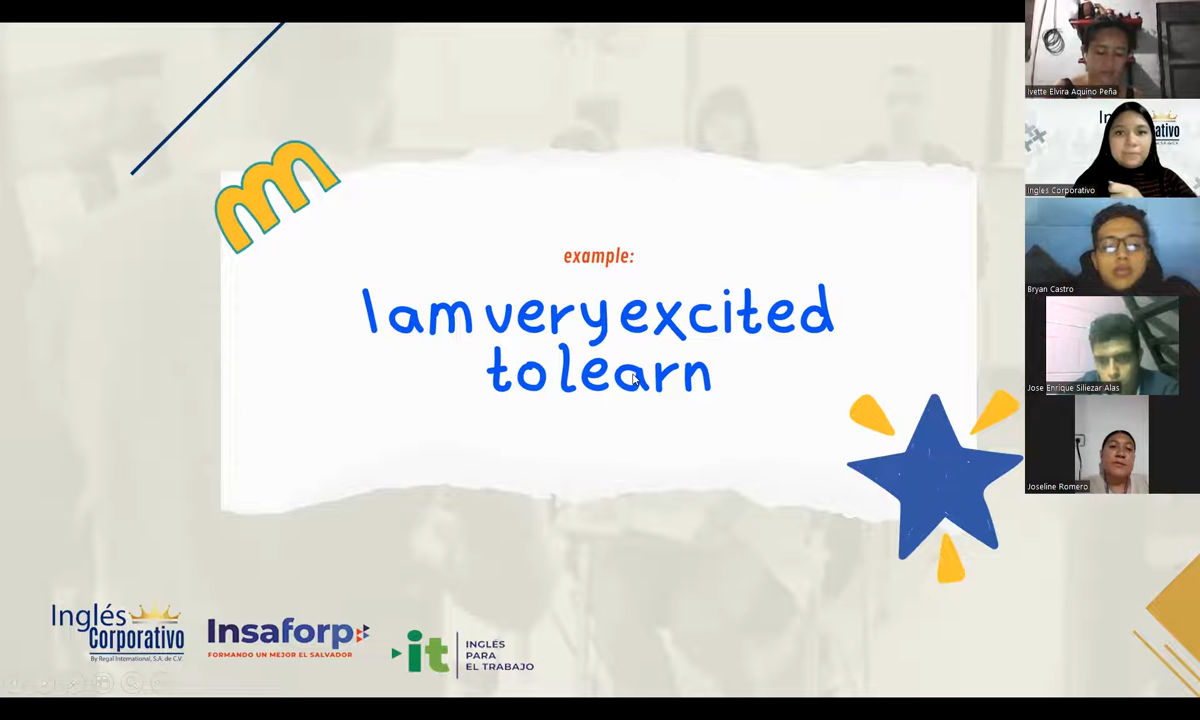 example:
I am very excited
to learn
Ivette Elvira Aquino Peña
Ingles Corporativo
Bryan Castro
Jose Enrique Siliezar Alas
Joseline Romero
Inglés
Corporativo
By Regal International, S.A. de C.V.
Insaforp
FORMANDO UN MEJOR EL SALVADOR
it
INGLÉS
PARA
EL TRABAJO